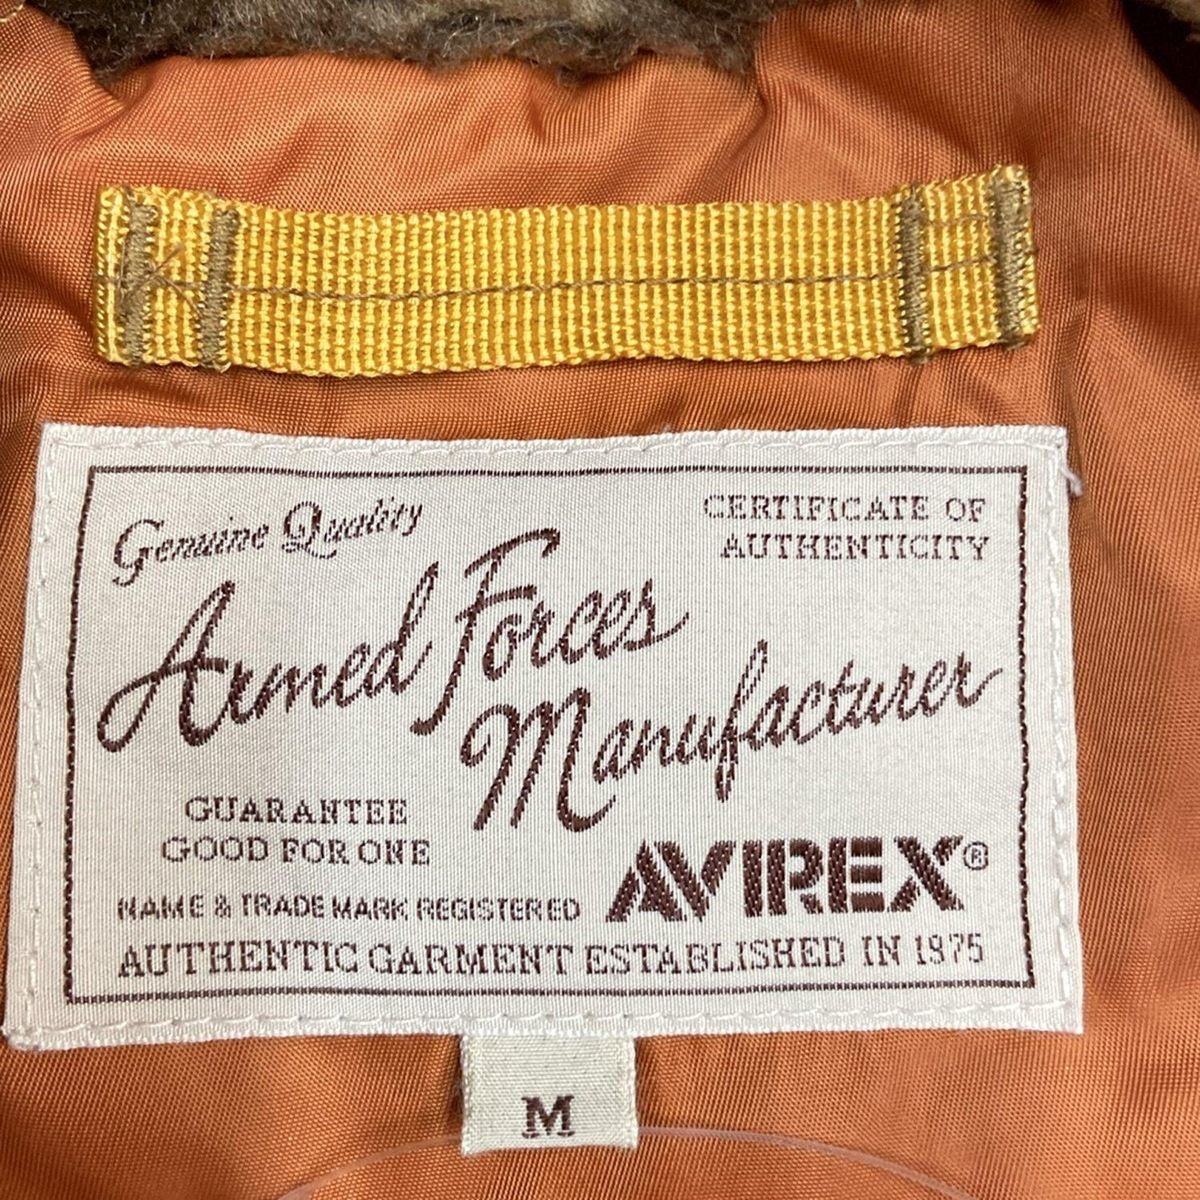 Genuine Quality
CERTIFICATE OF
AUTHENTICITY
Armed Forces
Manufacturer
GUARANTEE
GOOD FOR ONE
NAME & TRADE MARK REGISTERED
AVIREX®
AUTHENTIC GARMENT ESTABLISHED IN 1975
M